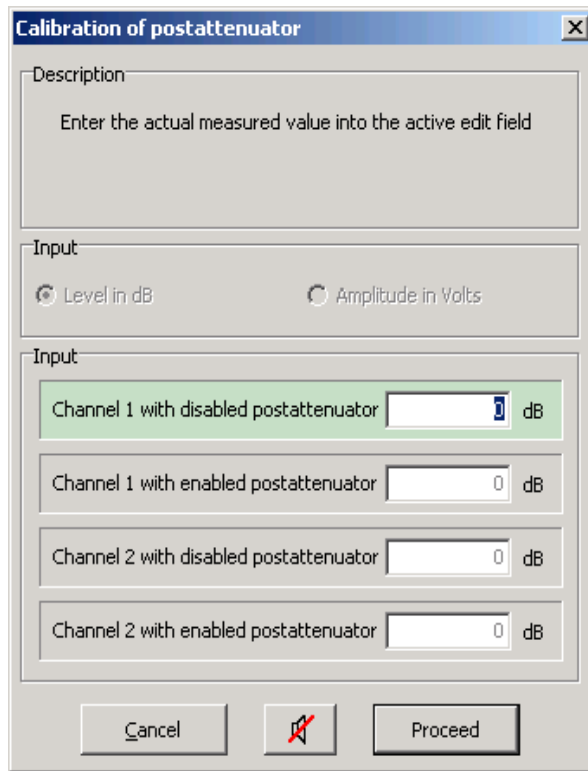 Calibration of postattenuator
Description
Enter the actual measured value into the active edit field
Input
Level in dB Amplitude in Volts
Input
Channel 1 with disabled postattenuator 0 dB
Channel 1 with enabled postattenuator 0 dB
Channel 2 with disabled postattenuator 0 dB
Channel 2 with enabled postattenuator 0 dB
Cancel Proceed